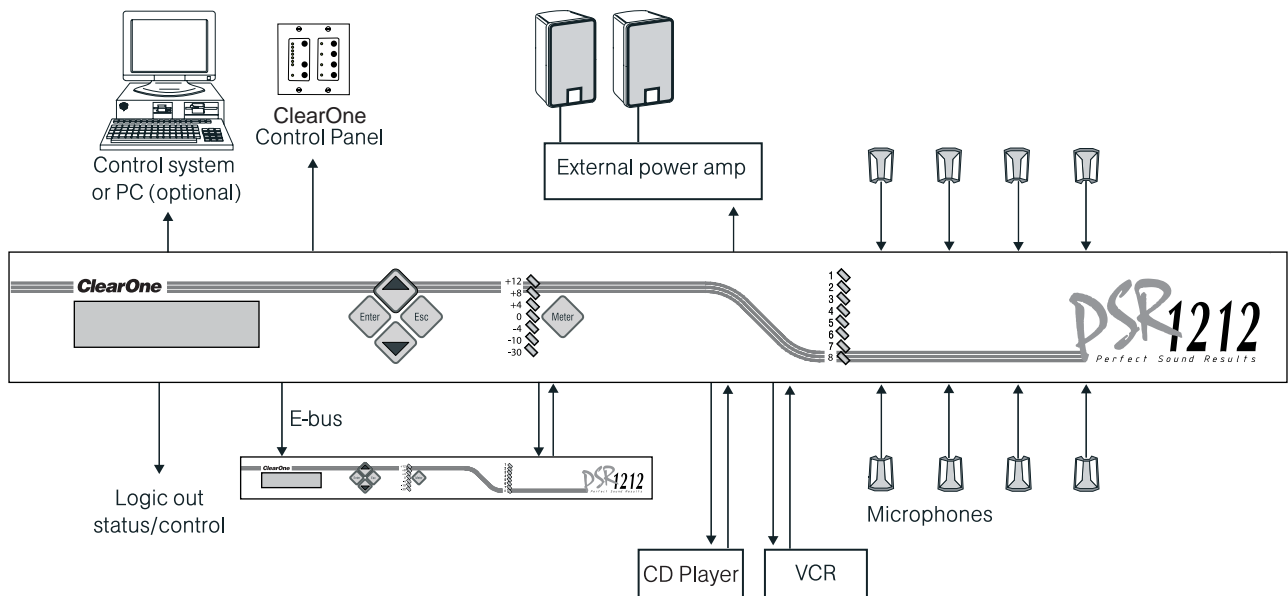 ClearOne
Control Panel
Control system
or PC (optional)
External power amp
ClearOne
Enter
Esc
+12
+8
+4
0
-4
-10
-30
Meter
1
2
3
4
5
6
7
8
PSR1212
Perfect Sound Results
E-bus
ClearOne
PSR1212
Perfect Sound Results
Logic out
status/control
Microphones
CD Player
VCR